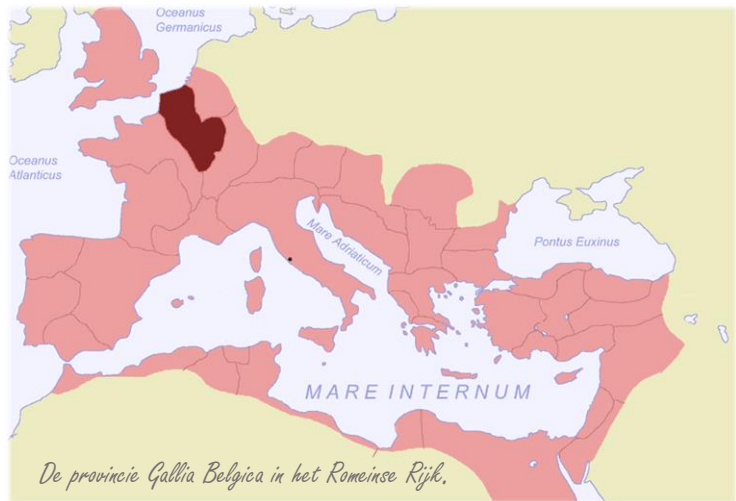 Oceanus
Germanicus
Oceanus
Atlanticus
Mare Adriaticum
Pontus Euxinus
MARE INTERNUM
De provincie Gallia Belgica in het Romeinse Rijk.